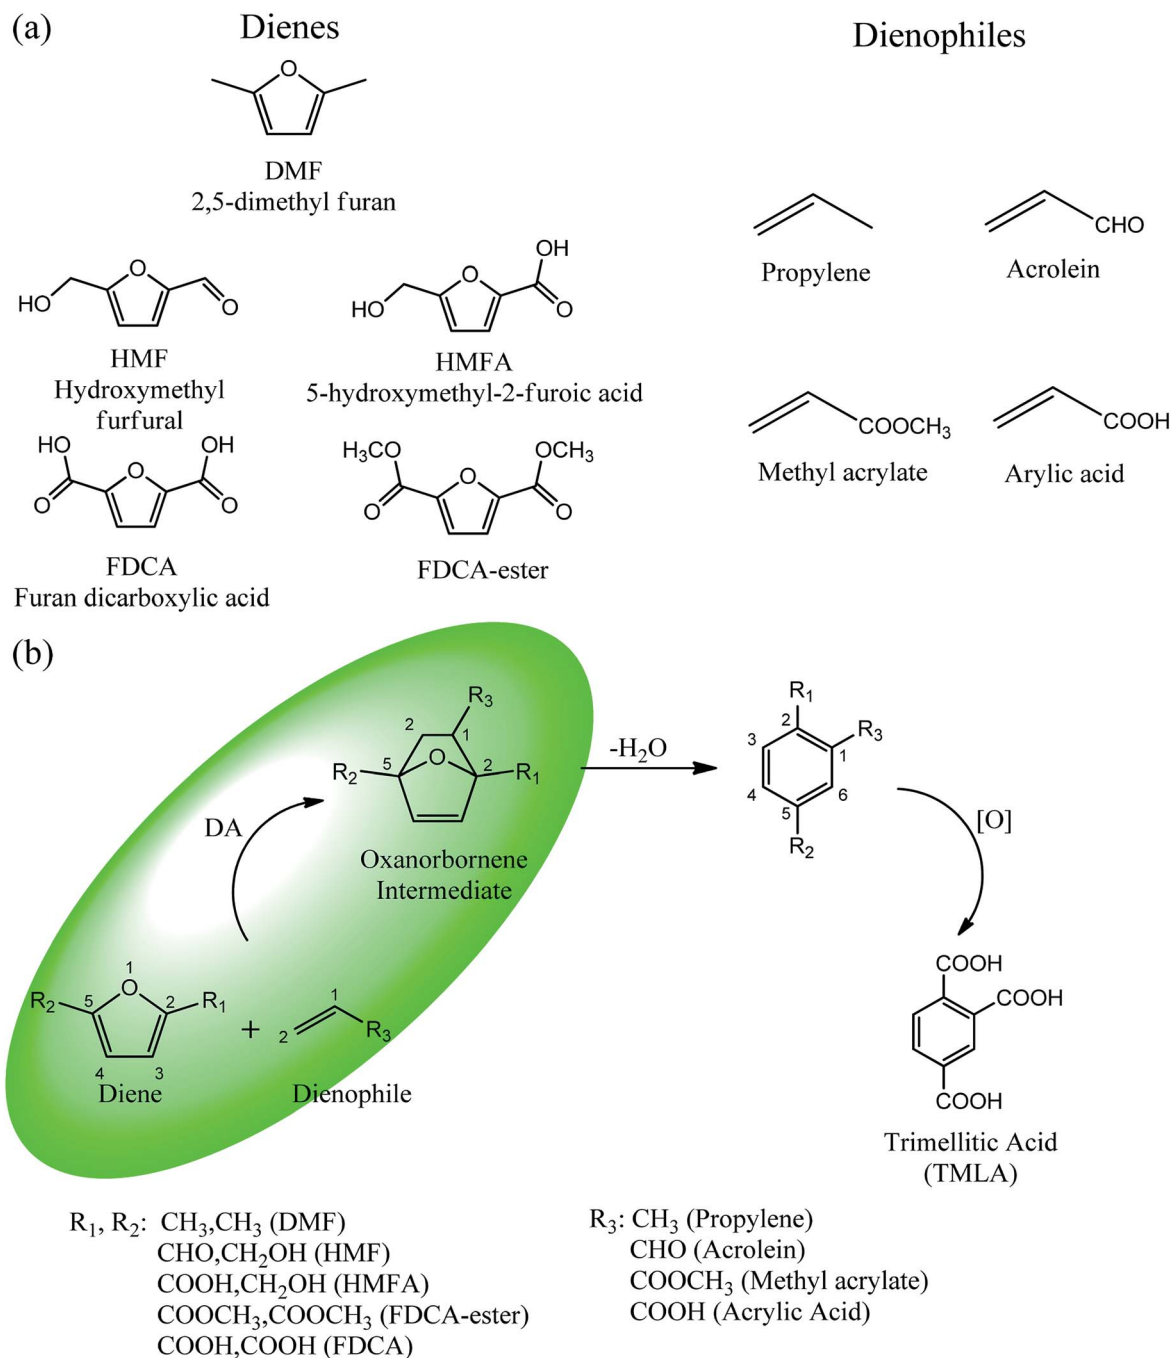 (a)
Dienes
Dienophiles
O
DMF
2,5-dimethyl furan
CHO
Propylene
Acrolein
HO
O
O
HMF
Hydroxymethyl
furfural
OH
O
HO
O
HMFA
5-hydroxymethyl-2-furoic acid
COOCH₃
Methyl acrylate
COOH
Arylic acid
HO
OH
O
O
O
FDCA
Furan dicarboxylic acid
H₃CO
OCH₃
O
O
O
FDCA-ester
(b)
R₃
2
1
O
R₂
5
2
R₁
Oxanorbornene
Intermediate
DA
-H₂O
R₁
2
R₃
3
1
4
6
5
R₂
[O]
1
O
R₂
5
2
R₁
4
3
Diene
+
1
2
R₃
Dienophile
COOH
COOH
COOH
Trimellitic Acid
(TMLA)
R₁, R₂: CH₃,CH₃ (DMF)
CHO,CH₂OH (HMF)
COOH,CH₂OH (HMFA)
COOCH₃,COOCH₃ (FDCA-ester)
COOH,COOH (FDCA)
R₃: CH₃ (Propylene)
CHO (Acrolein)
COOCH₃ (Methyl acrylate)
COOH (Acrylic Acid)